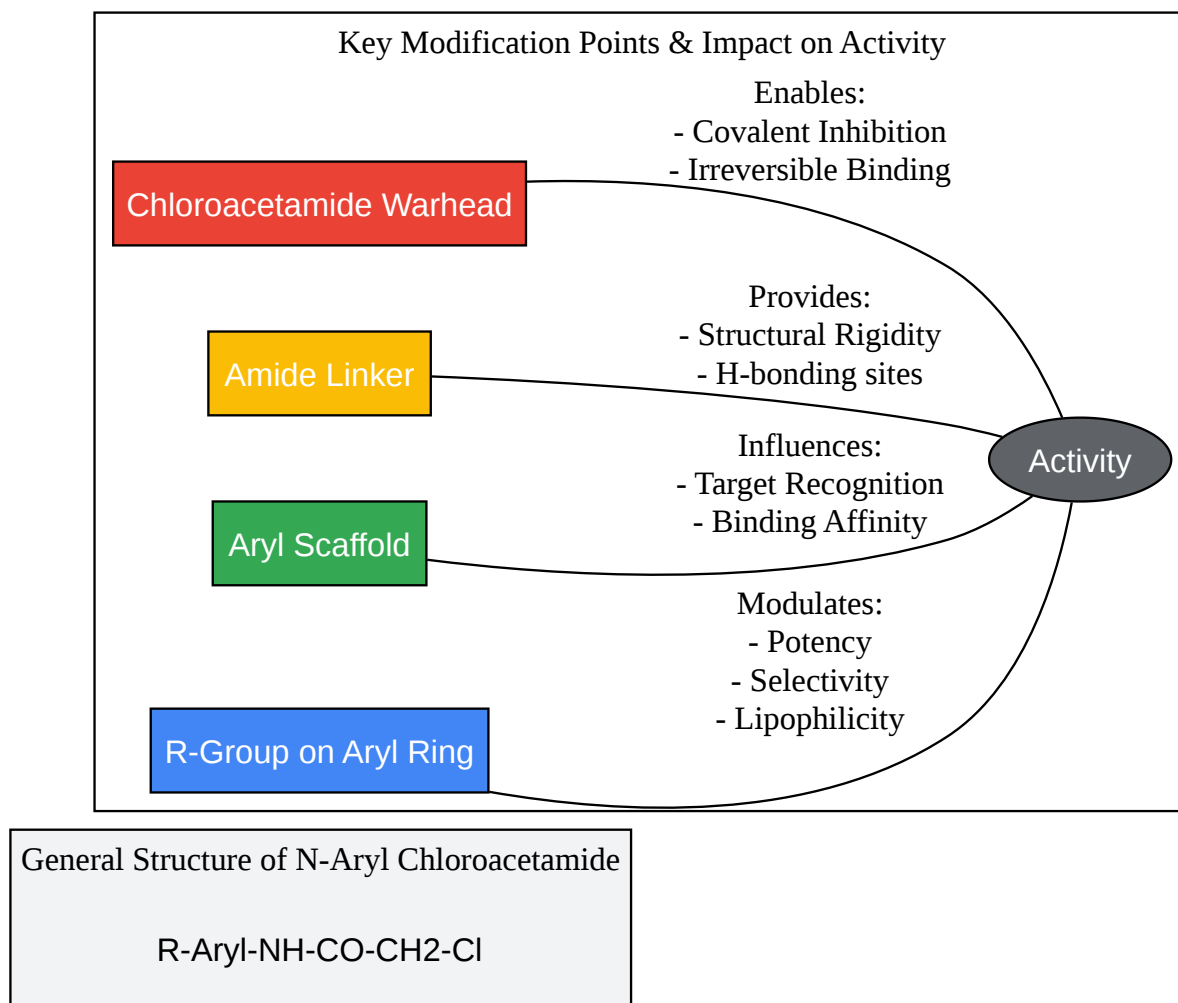 Key Modification Points & Impact on Activity
Enables:
- Covalent Inhibition
- Irreversible Binding
Chloroacetamide Warhead
Provides:
- Structural Rigidity
- H-bonding sites
Amide Linker
Influences:
- Target Recognition
- Binding Affinity
Activity
Aryl Scaffold
Modulates:
- Potency
- Selectivity
- Lipophilicity
R-Group on Aryl Ring
General Structure of N-Aryl Chloroacetamide
R-Aryl-NH-CO-CH2-Cl